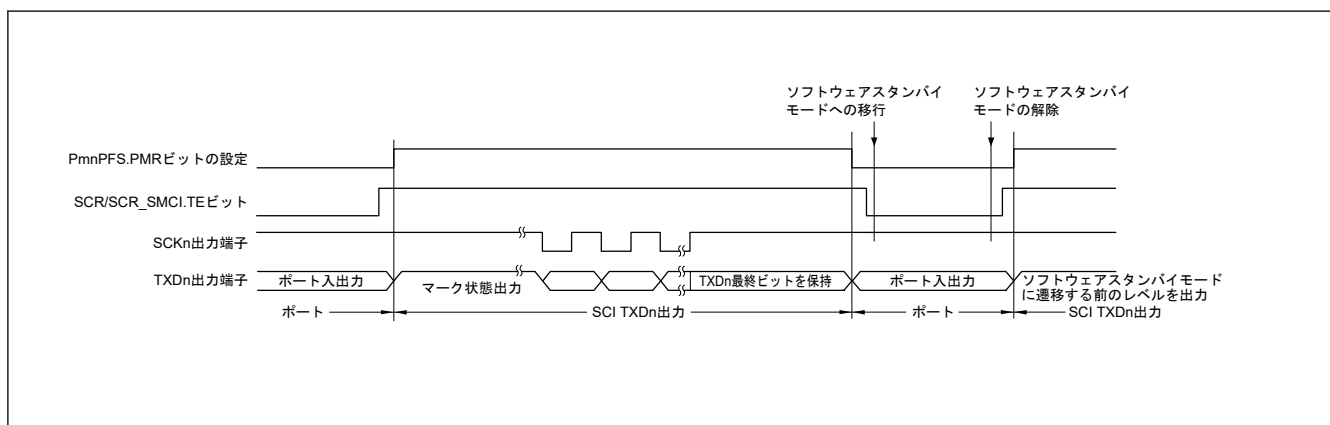 ソフトウェアスタンバイ
モードへの移行
ソフトウェアスタンバイ
モードの解除
PmnPFS.PMRビットの設定
SCR/SCR_SMCI.TEビット
SCKn出力端子
TXDn出力端子
ポート入出力
マーク状態出力
TXDn最終ビットを保持
ポート入出力
ソフトウェアスタンバイモード
に遷移する前のレベルを出力
ポート
SCI TXDn出力
ポート
SCI TXDn出力